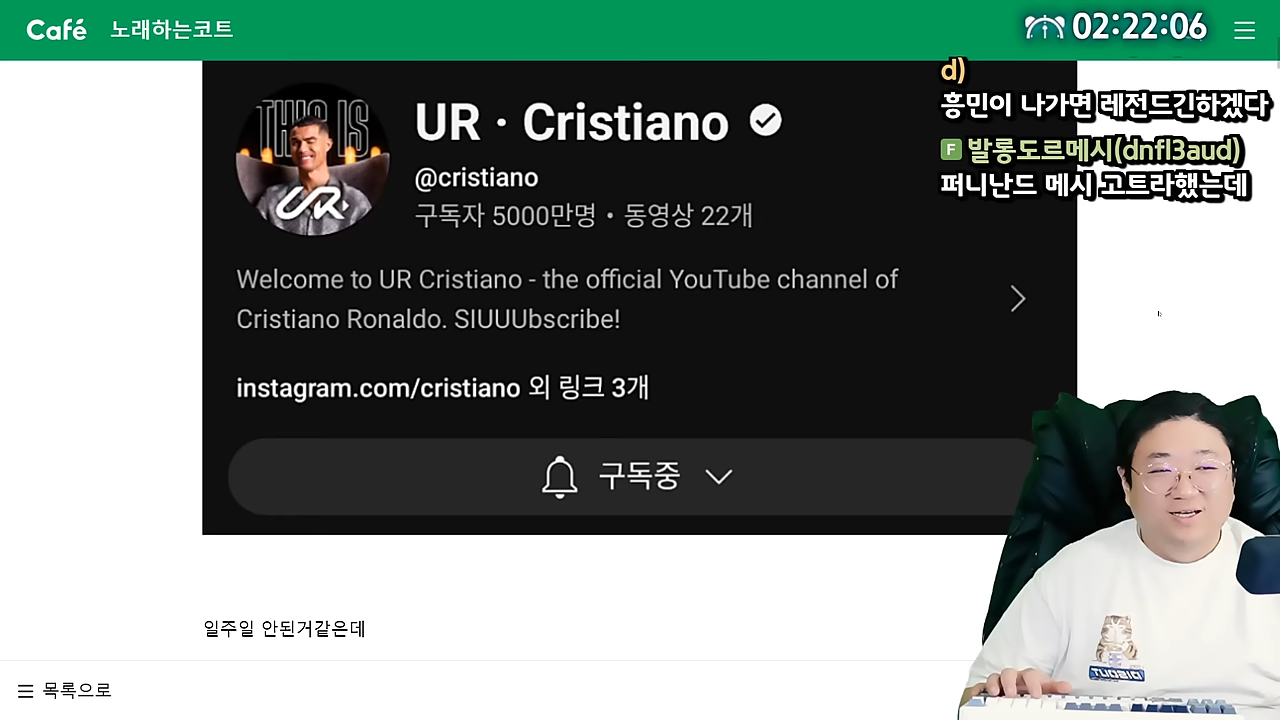 Café 노래하는코트
02:22:06
d)
흥민이 나가면 레전드긴하겠다
F 발롱도르메시(dnfl3aud)
퍼니난드 메시 고트라했는데
THIS IS
UR
UR · Cristiano
@cristiano
구독자 5000만명 • 동영상 22개
Welcome to UR Cristiano - the official YouTube channel of
Cristiano Ronaldo. SIUUUbscribe!
instagram.com/cristiano 외 링크 3개
구독중
일주일 안된거같은데
목록으로